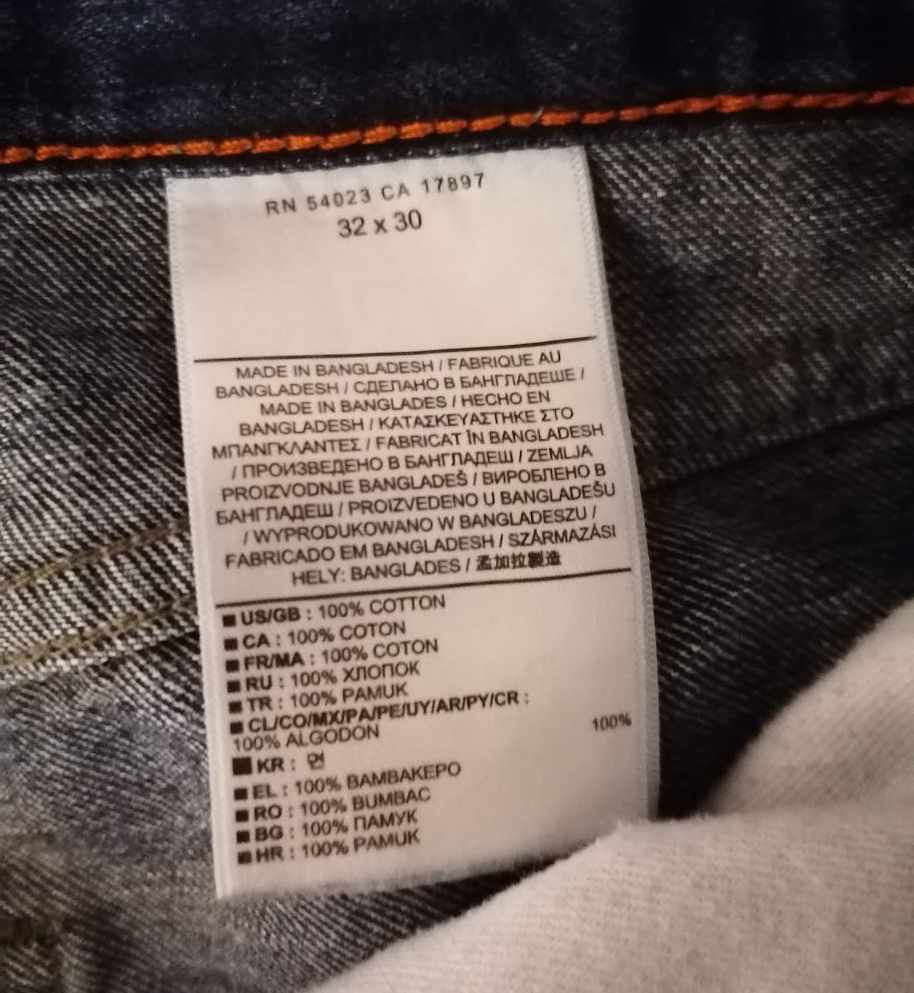 RN 54023 CA 17897
32 x 30
MADE IN BANGLADESH / FABRIQUE AU
BANGLADESH / СДЕЛАНО В БАНГЛАДЕШЕ /
MADE IN BANGLADES / HECHO EN
BANGLADESH / ΚΑΤΑΣΚΕΥΑΣΤΗΚΕ ΣΤΟ
ΜΠΑΝΓΚΛΑΝΤΕΣ / FABRICAT ÎN BANGLADESH
/ ПРОИЗВЕДЕНО В БАНГЛАДЕШ / ZEMLJA
PROIZVODNJE BANGLADEŠ / ВИРОБЛЕНО В
БАНГЛАДЕШ / PROIZVEDENO U BANGLADEŠU
/ WYPRODUKOWANO W BANGLADESZU /
FABRICADO EM BANGLADESH / SZÁRMAZÁSI
HELY: BANGLADES / 孟加拉製造
US/GB : 100% COTTON
CA : 100% COTON
FR/MA : 100% COTON
RU : 100% ХЛОПОК
TR : 100% PAMUK
CL/CO/MX/PA/PE/UY/AR/PY/CR :
100% ALGODON
KR : 면 100%
EL : 100% ΒΑΜΒΑΚΕΡΟ
RO : 100% BUMBAC
BG : 100% ПАМУК
HR : 100% PAMUK